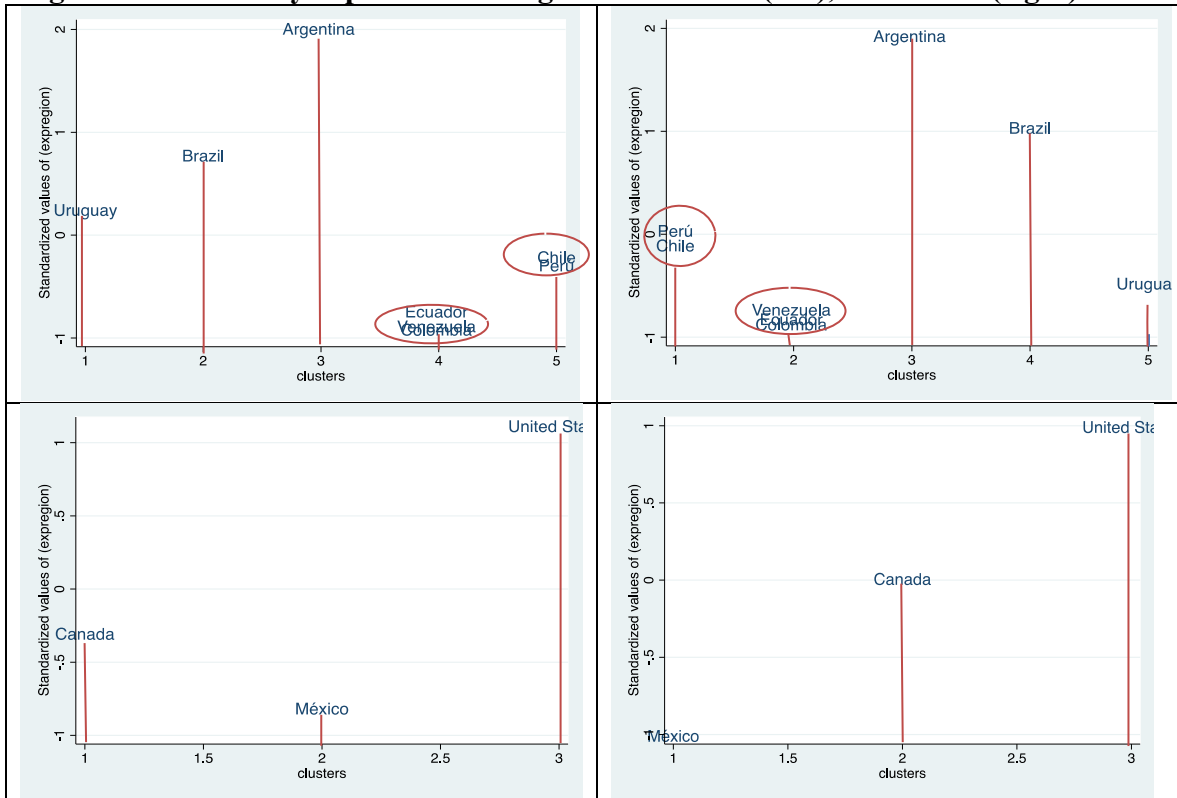 2
Argentina
1
Brazil
Uruguay
0
Chile
Perú
Ecuador
Venezuela
Colombia
-1
Standardized values of (expregion)
1 2 3 4 5
clusters
2
Argentina
1
Brazil
0
Perú
Chile
Urugua
Venezuela
Ecuador
Colombia
-1
Standardized values of (expregion)
1 2 3 4 5
clusters
United Sta
1
.5
0
Canada
-.5
México
-1
Standardized values of (expregion)
1 1.5 2 2.5 3
clusters
United Sta
1
.5
Canada
0
-.5
México
-1
Standardized values of (expregion)
1 1.5 2 2.5 3
clusters